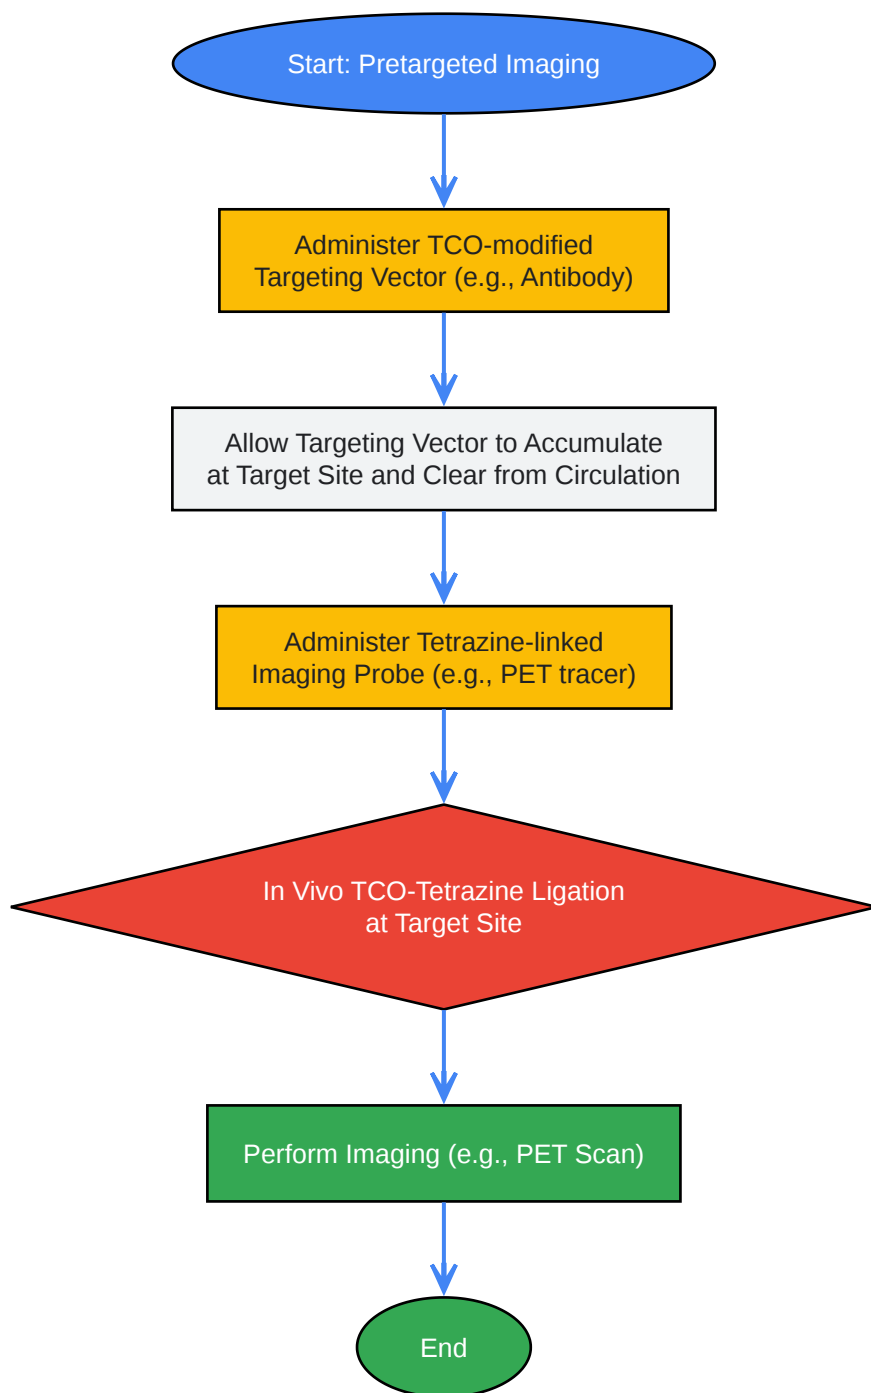 Start: Pretargeted Imaging
Administer TCO-modified
Targeting Vector (e.g., Antibody)
Allow Targeting Vector to Accumulate
at Target Site and Clear from Circulation
Administer Tetrazine-linked
Imaging Probe (e.g., PET tracer)
In Vivo TCO-Tetrazine Ligation
at Target Site
Perform Imaging (e.g., PET Scan)
End